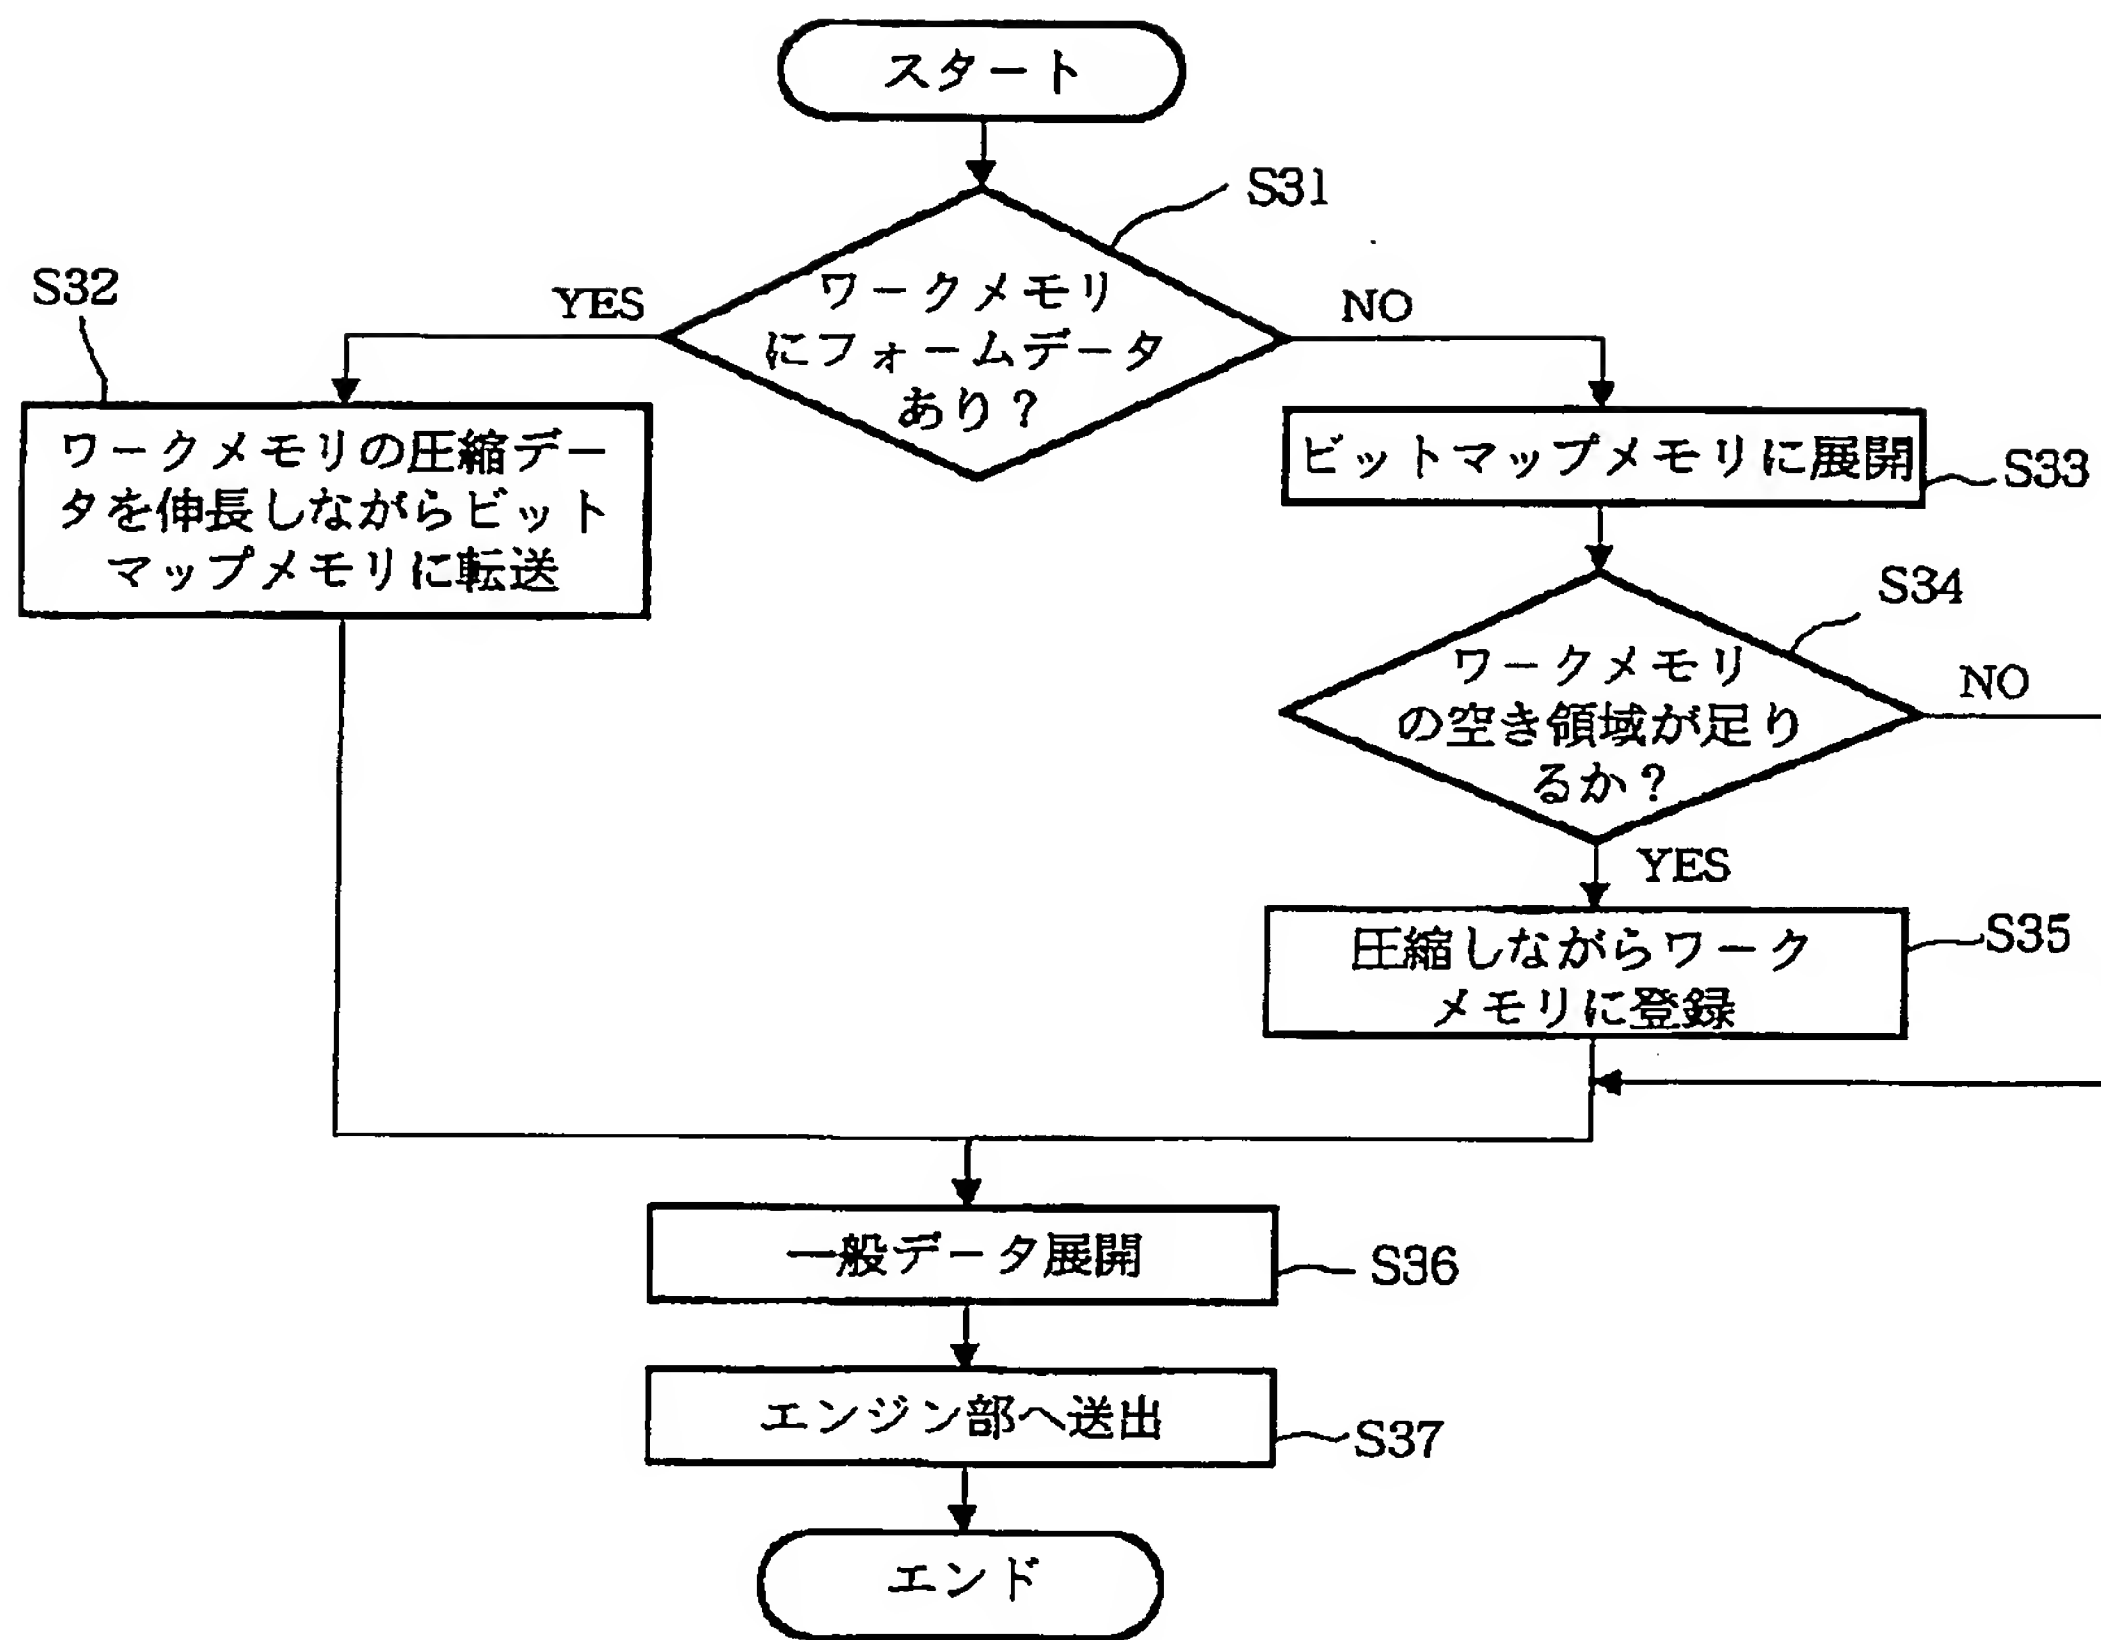 スタート
S31
ワークメモリ
にフォームデータ
あり？
YES
NO
S32
ワークメモリの圧縮デー
タを伸長しながらビット
マップメモリに転送
ビットマップメモリに展開
S33
S34
ワークメモリ
の空き領域が足り
るか？
NO
YES
圧縮しながらワーク
メモリに登録
S35
一般データ展開
S36
エンジン部へ送出
S37
エンド